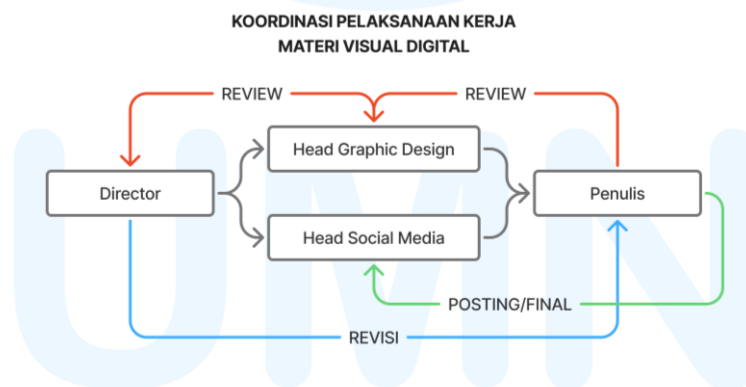 KOORDINASI PELAKSANAAN KERJA
MATERI VISUAL DIGITAL
REVIEW
REVIEW
Head Graphic Design
Director
Penulis
Head Social Media
POSTING/FINAL
REVISI
UMN